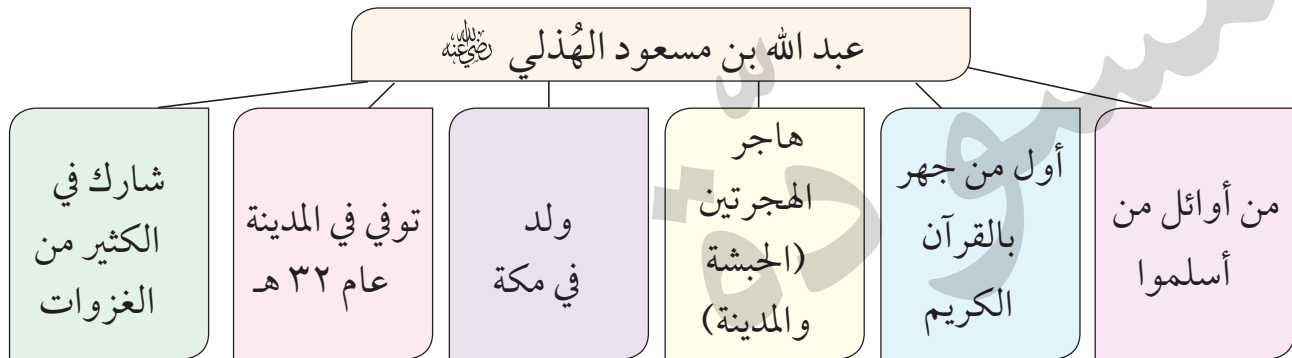 عبد الله بن مسعود الهُذلي رضي الله عنه
من أوائل من
أسلموا
أول من جهر
بالقرآن
الكريم
هاجر
الهجرتين
(الحبشة
والمدينة)
ولد
في مكة
توفي في المدينة
عام ٣٢ هـ
شارك في
الكثير من
الغزوات
مسودّة